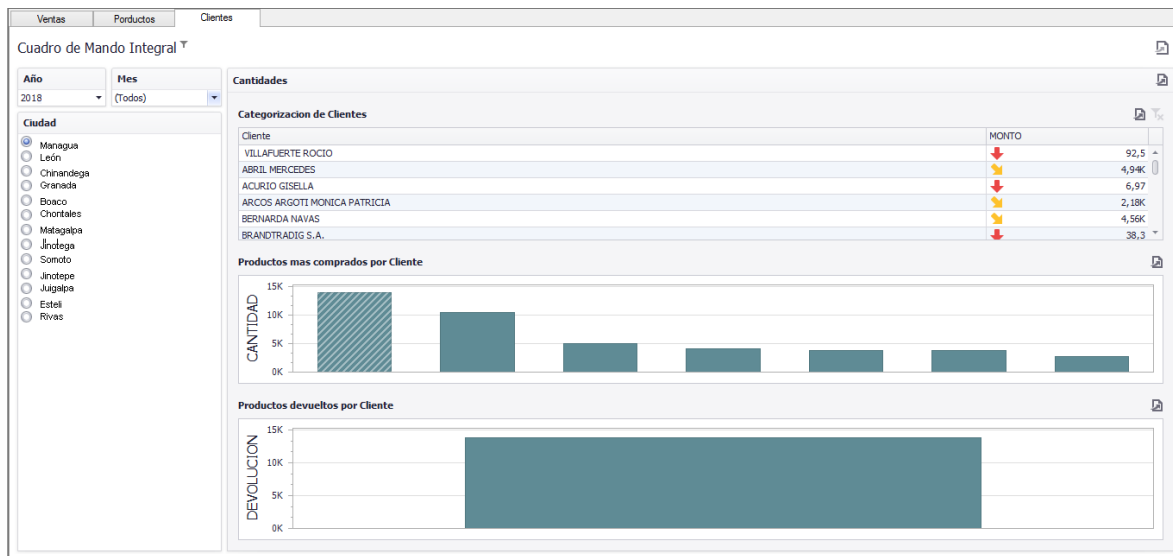 Ventas Porductos Clientes
Cuadro de Mando Integral
Año Mes
2018 (Todos)
Ciudad
Managua
León
Chinandega
Granada
Boaco
Chontales
Matagalpa
Jinotega
Somoto
Jinotepe
Juigalpa
Esteli
Rivas
Cantidades
Categorizacion de Clientes
Cliente MONTO
VILLAFUERTE ROCIO 92,5
ABRIL MERCEDES 4,94K
ACURIO GISELLA 6,97
ARCOS ARGOTI MONICA PATRICIA 2,18K
BERNARDA NAVAS 4,56K
BRANDTRADIG S.A. 38,3
Productos mas comprados por Cliente
CANTIDAD
15K
10K
5K
0K
Productos devueltos por Cliente
DEVOLUCION
15K
10K
5K
0K